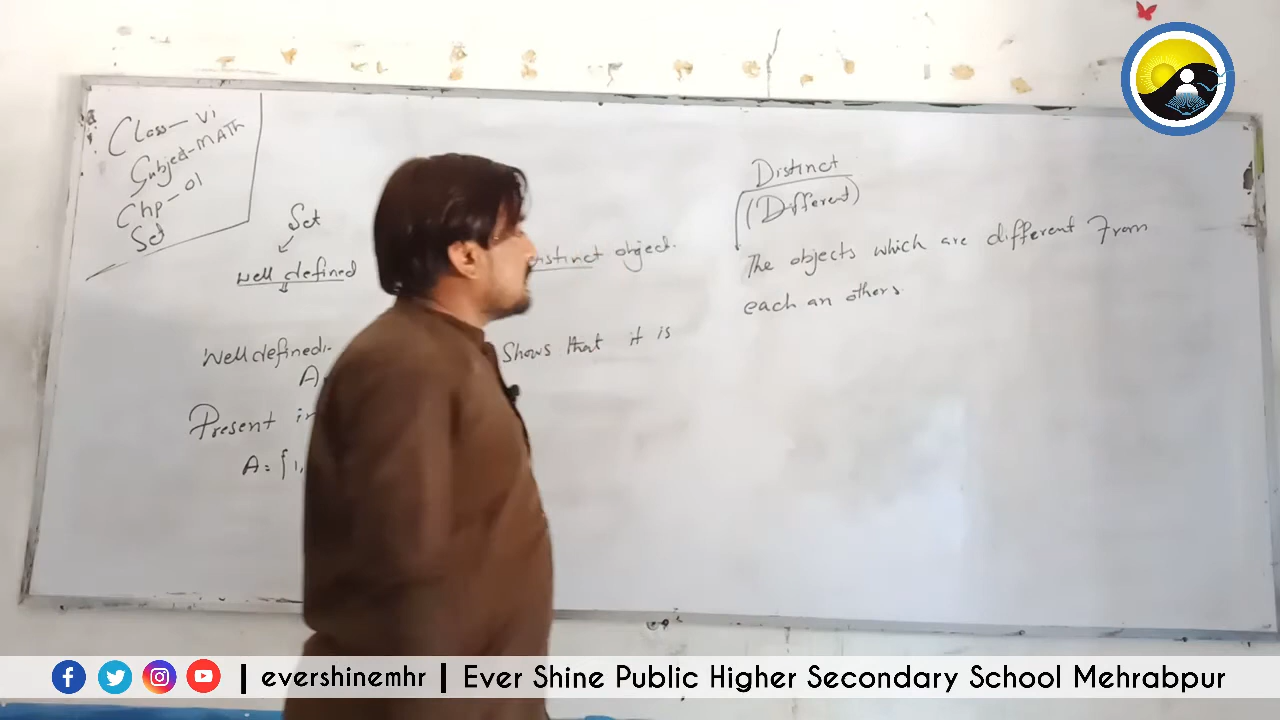 Class - VI
Subject - MATH
Chp - 01
Set
Set
Well defined
distinct object.
Well defined:-
Shows that it is
A
Present in
A = {1,
Distinct
(Different)
The objects which are different From
each an others.
| evershinemhr | Ever Shine Public Higher Secondary School Mehrabpur